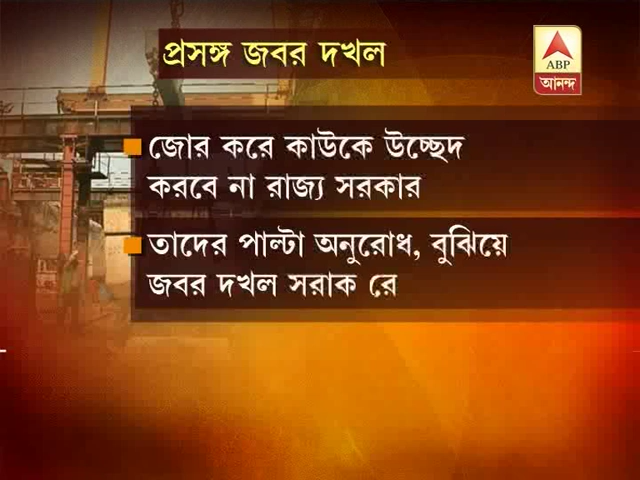 প্রসঙ্গ জবর দখল
ABP
আনন্দ
জোর করে কাউকে উচ্ছেদ
করবে না রাজ্য সরকার
তাদের পাল্টা অনুরোধ, বুঝিয়ে
জবর দখল সরাক রে